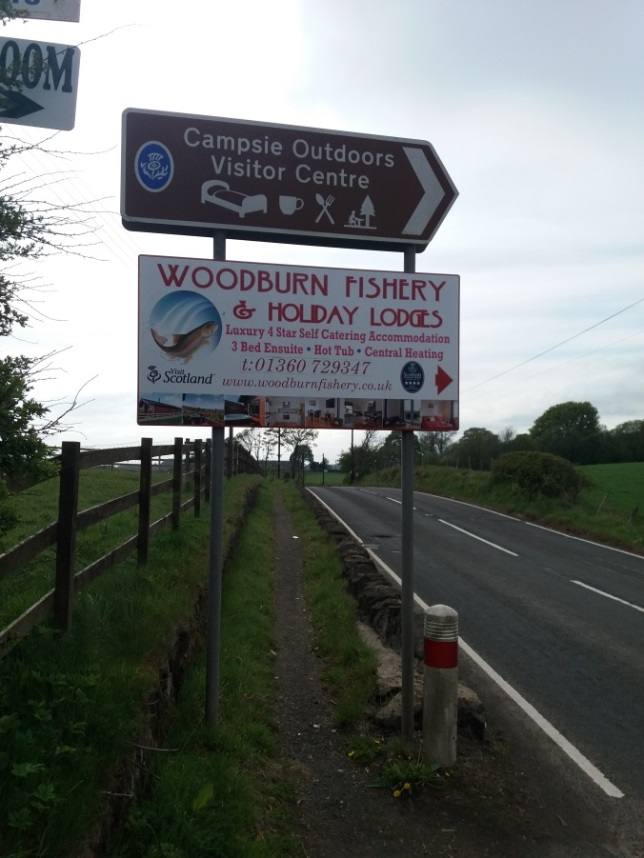 OOM
Campsie Outdoors
Visitor Centre
WOODBURN FISHERY
& HOLIDAY LODGES
Luxury 4 Star Self Catering Accommodation
3 Bed Ensuite • Hot Tub • Central Heating
t:01360 729347
Visit
Scotland
www.woodburnfishery.co.uk